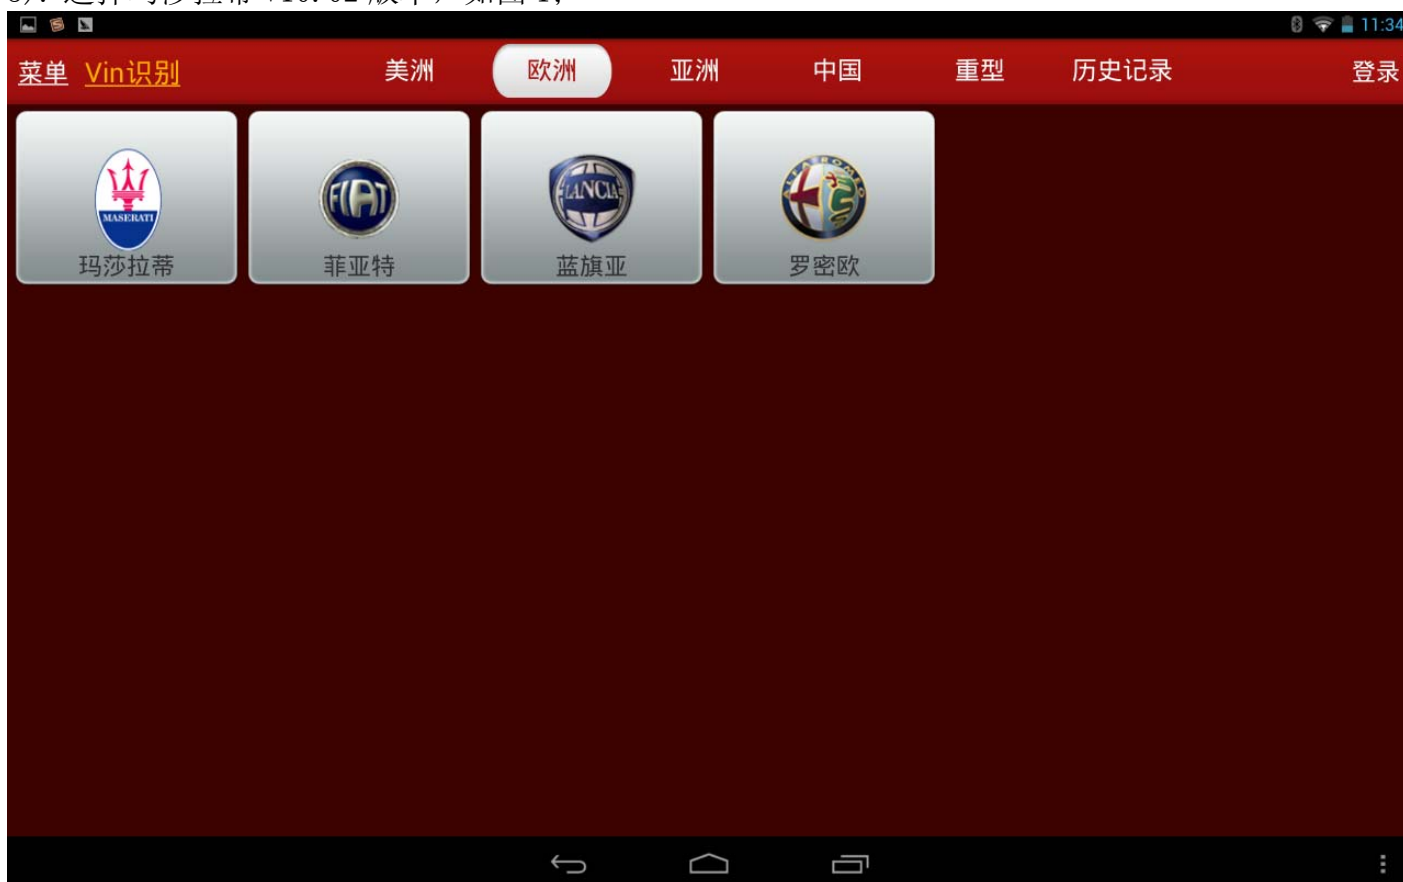 11:34
菜单 Vin识别 美洲 欧洲 亚洲 中国 重型 历史记录 登录
MASERATI FIAT LANCIA ALFA ROMEO
玛莎拉蒂 菲亚特 蓝旗亚 罗密欧